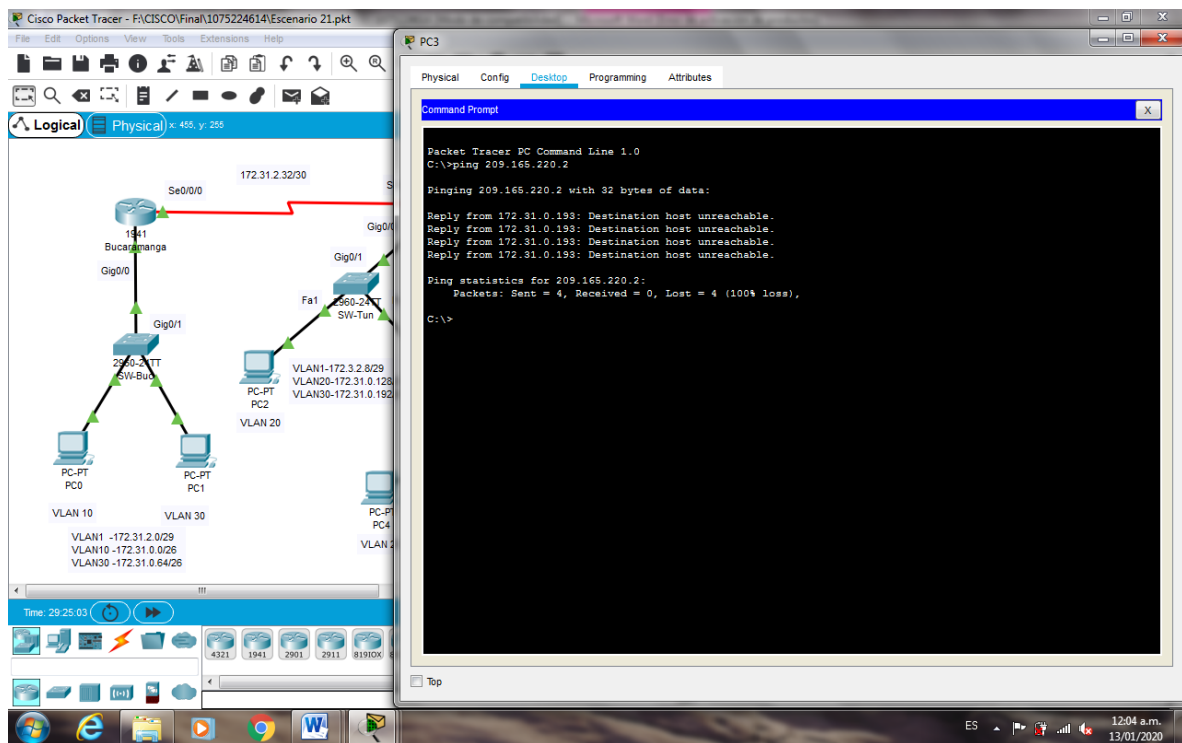 Cisco Packet Tracer - F:\CISCO\Final\1075224614\Escenario 21.pkt
File Edit Options View Tools Extensions Help
Logical
Physical
x: 455, y: 255
172.31.2.32/30
Se0/0/0
S
1941
Bucaramanga
Gig0/
Gig0/1
Gig0/0
Fa1
2960-24TT
SW-Tun
Gig0/1
2960-24TT
SW-Buc
VLAN1-172.3.2.8/29
VLAN20-172.31.0.128
VLAN30-172.31.0.192
PC-PT
PC2
VLAN 20
PC-PT
PC0
PC-PT
PC1
PC-P
PC4
VLAN 10
VLAN 30
VLAN 2
VLAN1 -172.31.2.0/29
VLAN10 -172.31.0.0/26
VLAN30 -172.31.0.64/26
Time: 29:25:03
4321
1941
2901
2911
819IOX
PC3
Physical Config Desktop Programming Attributes
Command Prompt
X
Packet Tracer PC Command Line 1.0
C:\>ping 209.165.220.2
Pinging 209.165.220.2 with 32 bytes of data:
Reply from 172.31.0.193: Destination host unreachable.
Reply from 172.31.0.193: Destination host unreachable.
Reply from 172.31.0.193: Destination host unreachable.
Reply from 172.31.0.193: Destination host unreachable.
Ping statistics for 209.165.220.2:
Packets: Sent = 4, Received = 0, Lost = 4 (100% loss),
C:\>
Top
ES
12:04 a.m.
13/01/2020